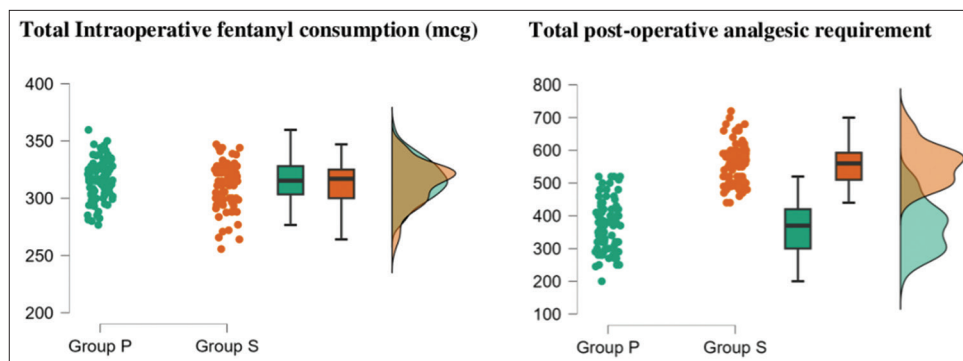 Total Intraoperative fentanyl consumption (mcg)
400
350
300
250
200
Group P
Group S
Total post-operative analgesic requirement
800
700
600
500
400
300
200
100
Group P
Group S